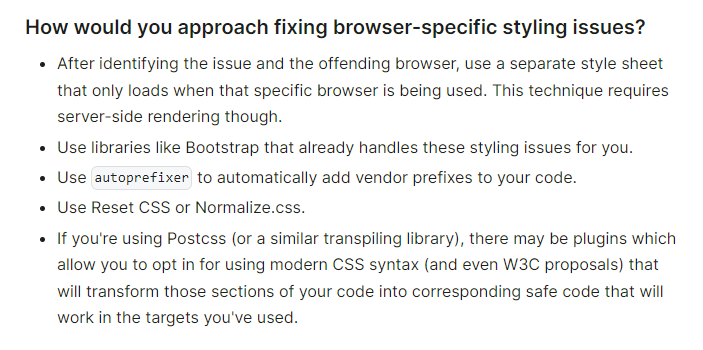 How would you approach fixing browser-specific styling issues?
• After identifying the issue and the offending browser, use a separate style sheet
that only loads when that specific browser is being used. This technique requires
server-side rendering though.
• Use libraries like Bootstrap that already handles these styling issues for you.
• Use autoprefixer to automatically add vendor prefixes to your code.
• Use Reset CSS or Normalize.css.
• If you're using Postcss (or a similar transpiling library), there may be plugins which
allow you to opt in for using modern CSS syntax (and even W3C proposals) that
will transform those sections of your code into corresponding safe code that will
work in the targets you've used.